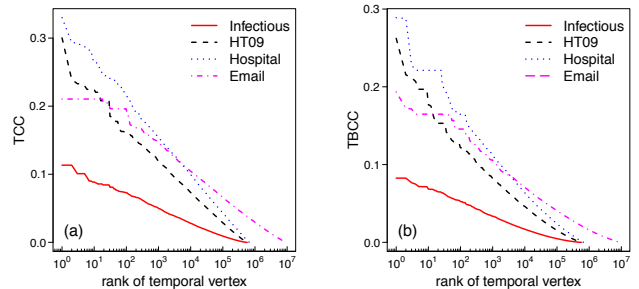 TCC
0.3
0.2
0.1
0.0
Infectious
HT09
Hospital
Email
(a)
10^0 10^1 10^2 10^3 10^4 10^5 10^6 10^7
rank of temporal vertex
TBCC
0.3
0.2
0.1
0.0
Infectious
HT09
Hospital
Email
(b)
10^0 10^1 10^2 10^3 10^4 10^5 10^6 10^7
rank of temporal vertex